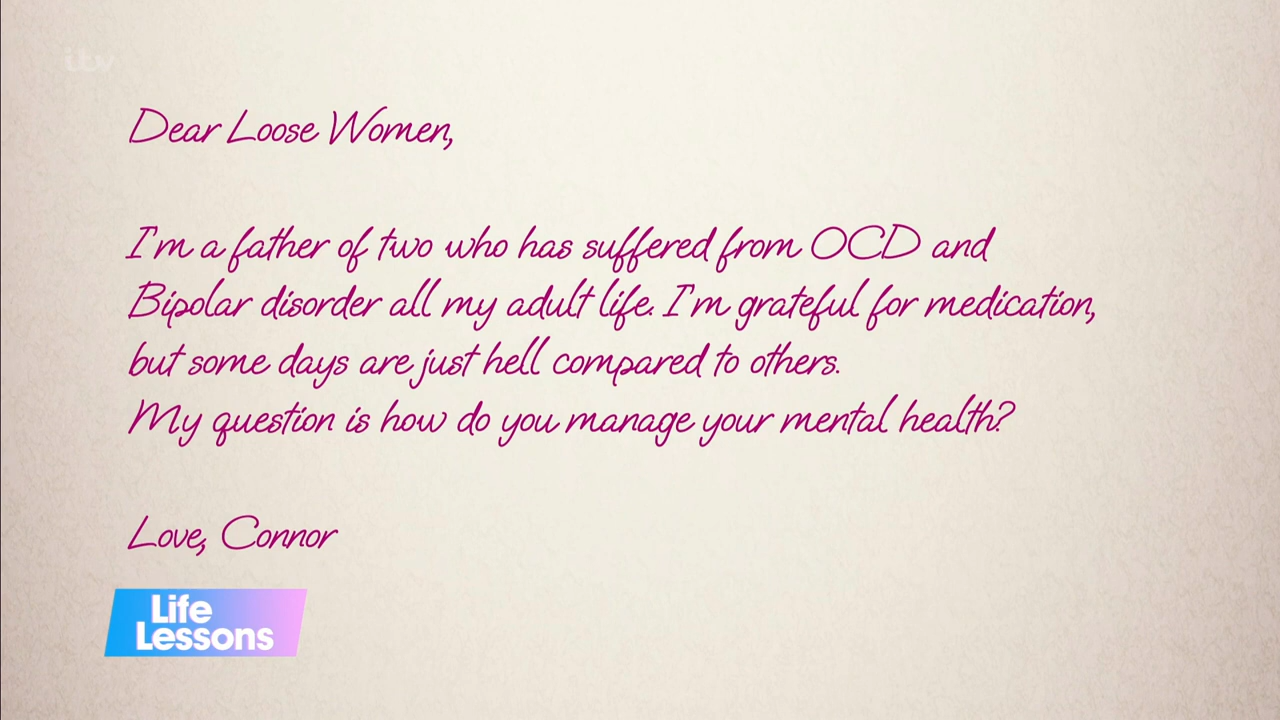 itv
Dear Loose Women,
I'm a father of two who has suffered from OCD and
Bipolar disorder all my adult life. I'm grateful for medication,
but some days are just hell compared to others.
My question is how do you manage your mental health?
Love, Connor
Life
Lessons